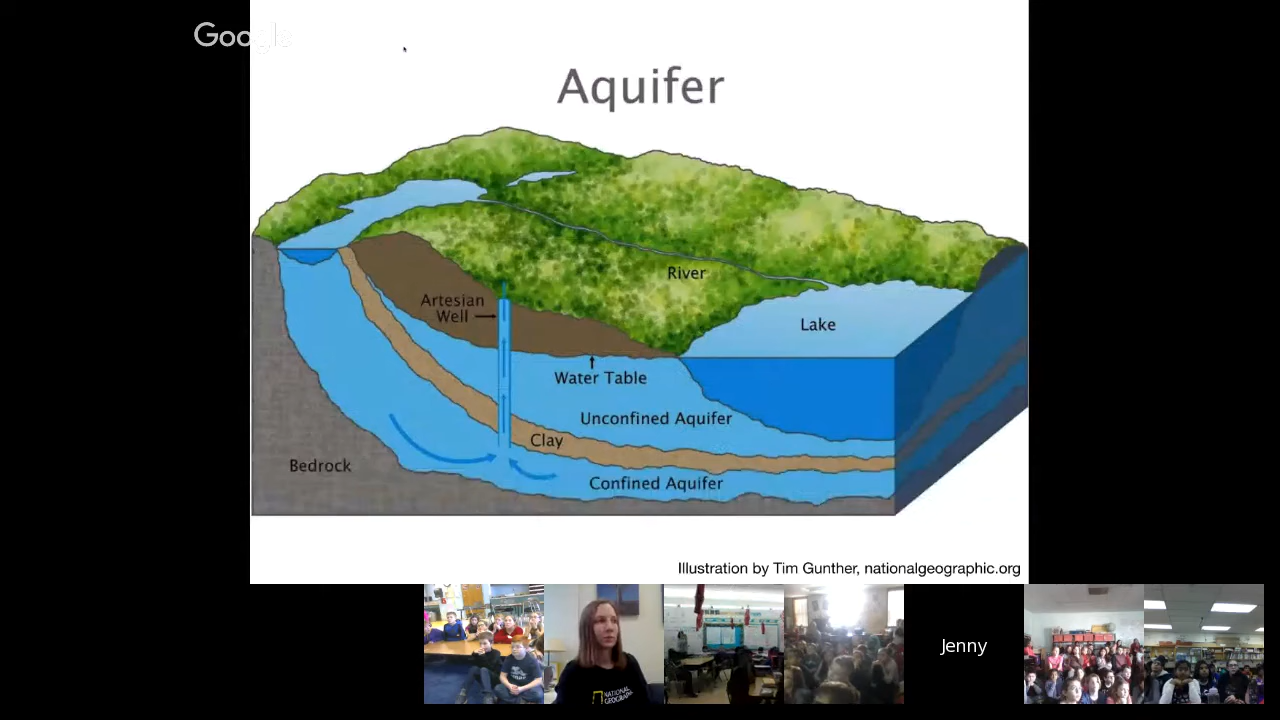 Google
Aquifer
River
Artesian
Well
Lake
Water Table
Unconfined Aquifer
Clay
Bedrock
Confined Aquifer
Illustration by Tim Gunther, nationalgeographic.org
NATIONAL
Jenny